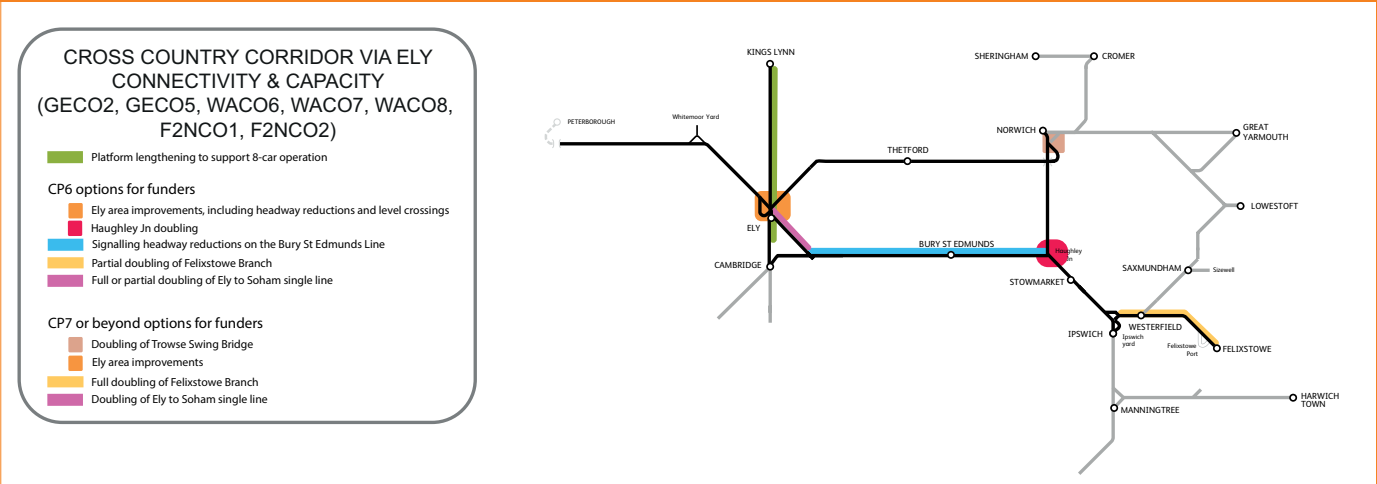 CROSS COUNTRY CORRIDOR VIA ELY
CONNECTIVITY & CAPACITY
(GECO2, GECO5, WACO6, WACO7, WACO8,
F2NCO1, F2NCO2)
Platform lengthening to support 8-car operation
CP6 options for funders
Ely area improvements, including headway reductions and level crossings
Haughley Jn doubling
Signalling headway reductions on the Bury St Edmunds Line
Partial doubling of Felixstowe Branch
Full or partial doubling of Ely to Soham single line
CP7 or beyond options for funders
Doubling of Trowse Swing Bridge
Ely area improvements
Full doubling of Felixstowe Branch
Doubling of Ely to Soham single line
KINGS LYNN
SHERINGHAM
CROMER
PETERBOROUGH
Whitemoor Yard
NORWICH
GREAT
YARMOUTH
THETFORD
LOWESTOFT
ELY
BURY ST EDMUNDS
Haughley
Jn
CAMBRIDGE
SAXMUNDHAM
Sizewell
STOWMARKET
IPSWICH
Ipswich
yard
WESTERFIELD
Felixstowe
Port
FELIXSTOWE
HARWICH
TOWN
MANNINGTREE